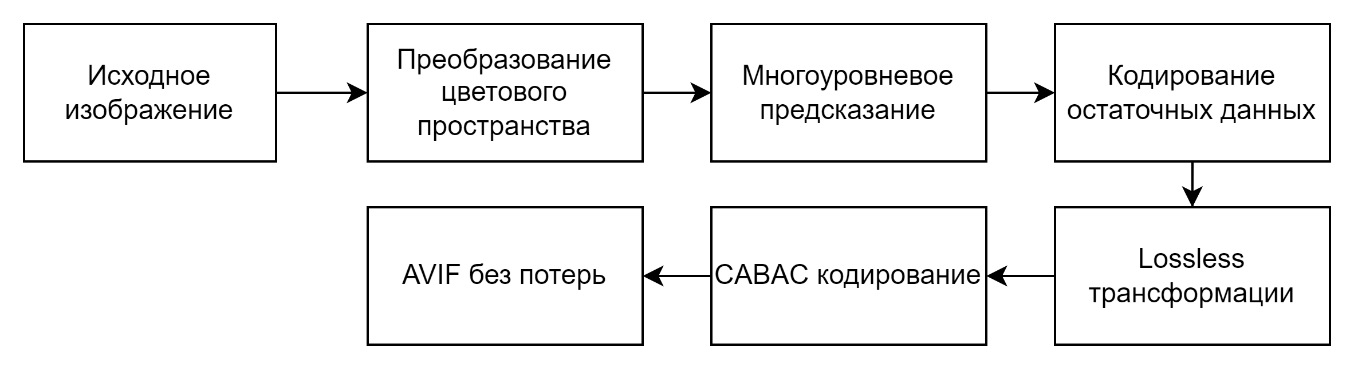 Исходное
изображение
Преобразование
цветового
пространства
Многоуровневое
предсказание
Кодирование
остаточных данных
Lossless
трансформации
CABAC кодирование
AVIF без потерь